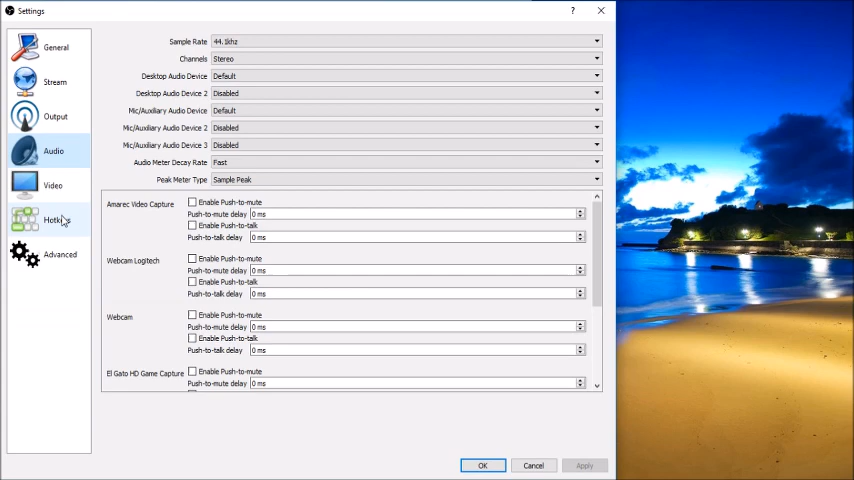 Settings
?
General
Stream
Output
Audio
Video
Advanced
Sample Rate 44.1khz
Channels Stereo
Desktop Audio Device Default
Desktop Audio Device 2 Disabled
Mic/Auxiliary Audio Device Default
Mic/Auxiliary Audio Device 2 Disabled
Mic/Auxiliary Audio Device 3 Disabled
Audio Meter Decay Rate Fast
Peak Meter Type Sample Peak
Amarec Video Capture Enable Push-to-mute
Push-to-mute delay 0 ms
Enable Push-to-talk
Push-to-talk delay 0 ms
Webcam Logitech Enable Push-to-mute
Push-to-mute delay 0 ms
Enable Push-to-talk
Push-to-talk delay 0 ms
Webcam Enable Push-to-mute
Push-to-mute delay 0 ms
Enable Push-to-talk
Push-to-talk delay 0 ms
El Gato HD Game Capture Enable Push-to-mute
Push-to-mute delay 0 ms
OK Cancel Apply